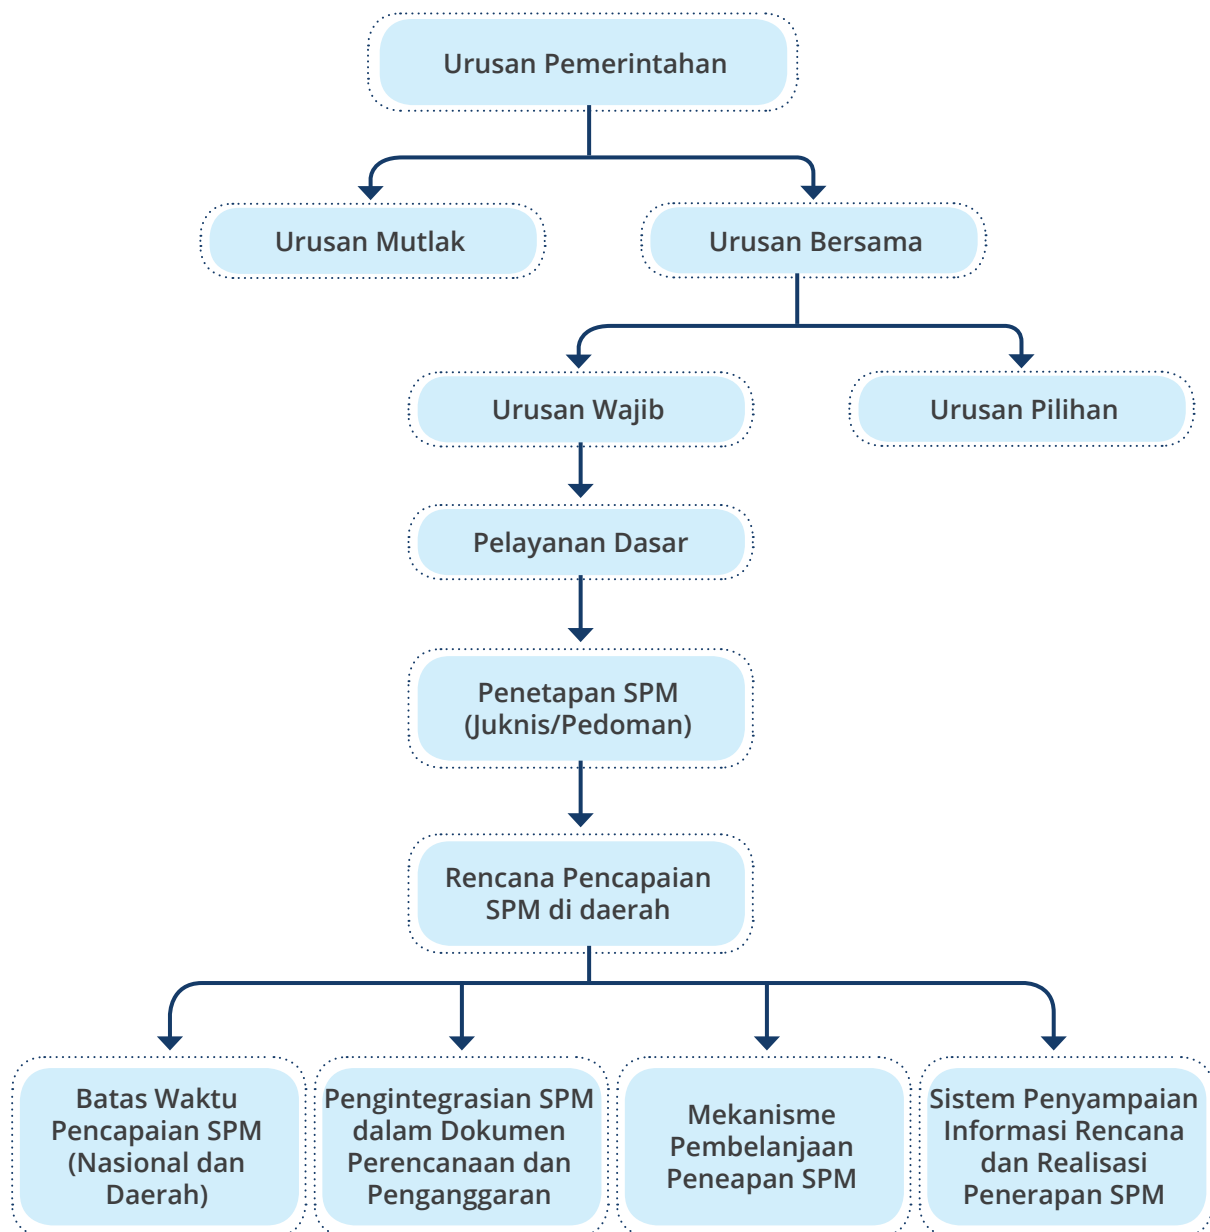 Urusan Pemerintahan
Urusan Mutlak
Urusan Bersama
Urusan Wajib
Urusan Pilihan
Pelayanan Dasar
Penetapan SPM
(Juknis/Pedoman)
Rencana Pencapaian
SPM di daerah
Batas Waktu
Pencapaian SPM
(Nasional dan
Daerah)
Pengintegrasian SPM
dalam Dokumen
Perencanaan dan
Penganggaran
Mekanisme
Pembelanjaan
Peneapan SPM
Sistem Penyampaian
Informasi Rencana
dan Realisasi
Penerapan SPM